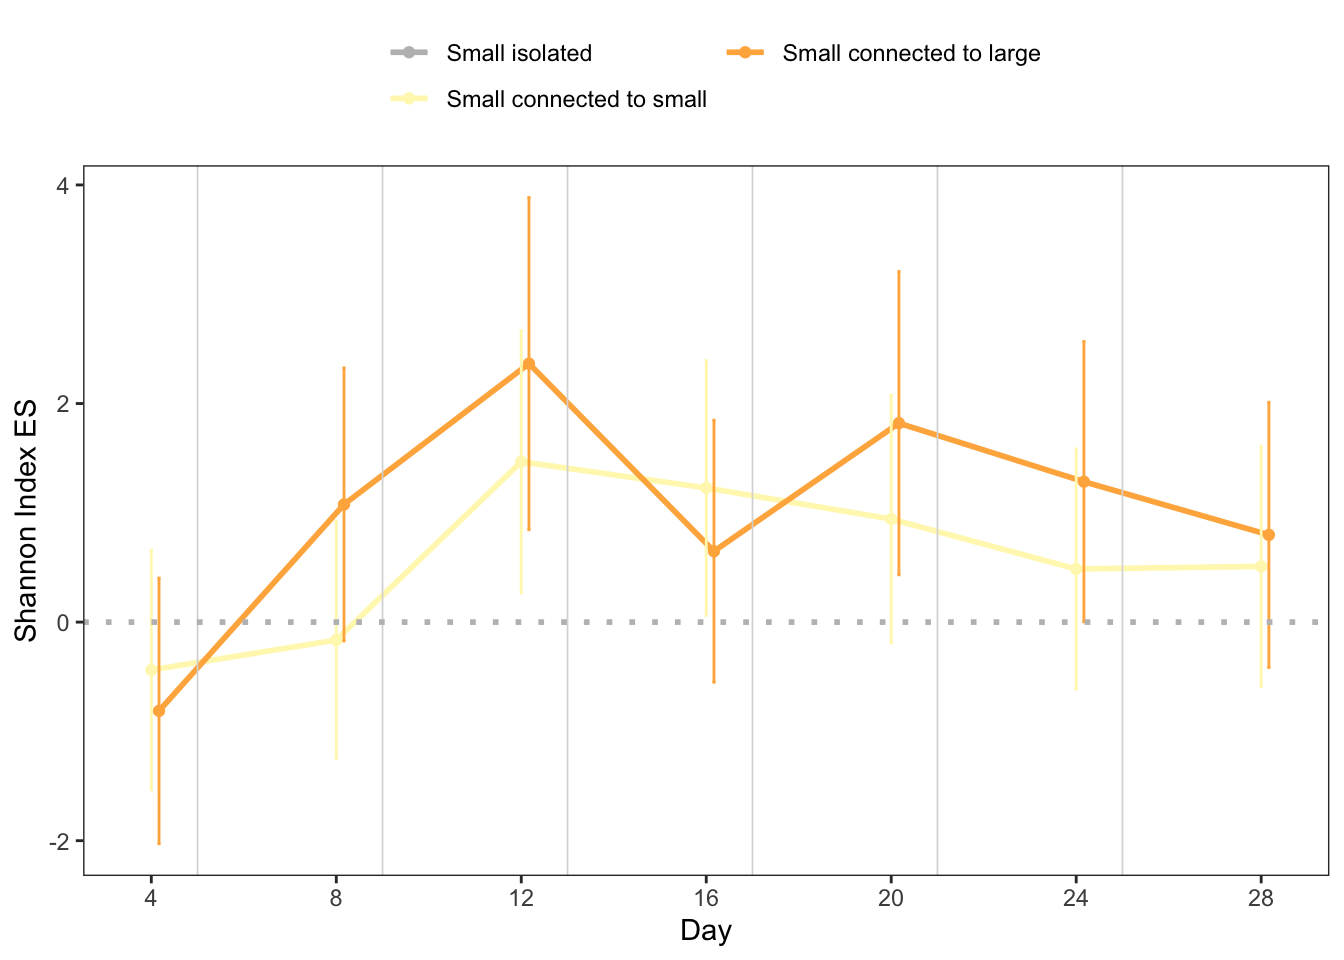 Small isolated
Small connected to large
Small connected to small
Shannon Index ES
4
2
0
-2
4 8 12 16 20 24 28
Day